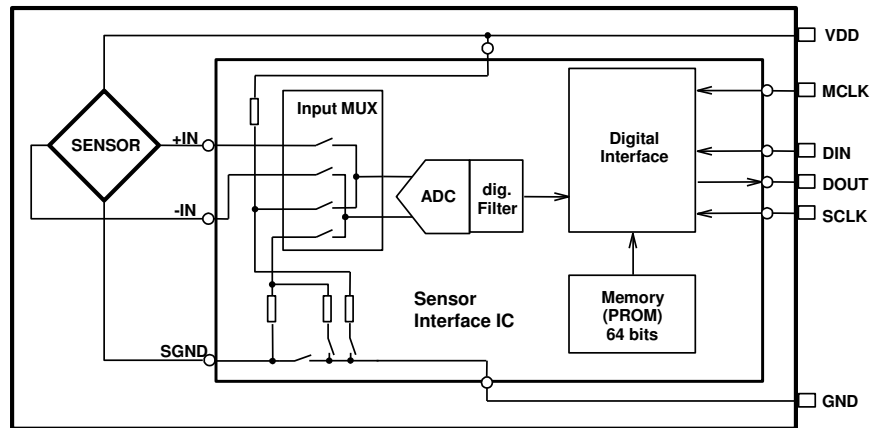 VDD
MCLK
Input MUX
SENSOR
+IN
Digital
Interface
DIN
ADC
dig.
Filter
DOUT
-IN
SCLK
Sensor
Interface IC
Memory
(PROM)
64 bits
SGND
GND